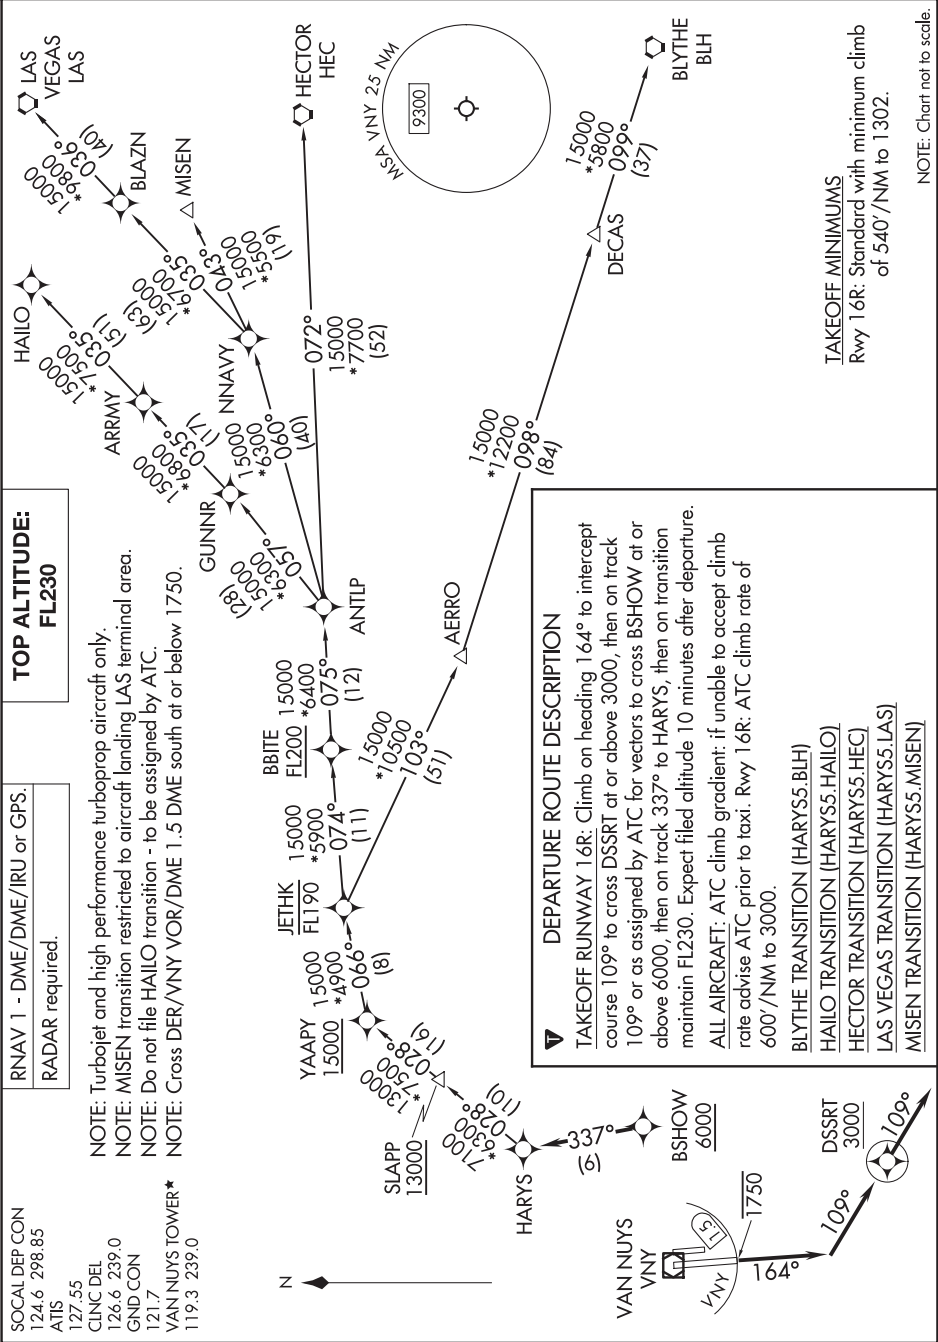 SOCAL DEP CON
124.6 298.85
ATIS
127.55
CLNC DEL
126.6 239.0
GND CON
121.7
VAN NUYS TOWER★
119.3 239.0
RNAV 1 - DME/DME/IRU or GPS.
RADAR required.
TOP ALTITUDE:
FL230
NOTE: Turbojet and high performance turboprop aircraft only.
NOTE: MISEN transition restricted to aircraft landing LAS terminal area.
NOTE: Do not file HAILO transition - to be assigned by ATC.
NOTE: Cross DER/VNY VOR/DME 1.5 DME south at or below 1750.
N
VAN NUYS
VNY
VNY
1.5
1750
164°
109°
DSSRT
3000
109°
BSHOW
6000
337°
(6)
HARYS
7100
*6300
028°
(10)
SLAPP
13000
13000
*7500
028°
(16)
YAAPY
15000
15000
*4900
066°
(8)
JETHK
FL190
15000
*5900
074°
(11)
BBITE
FL200
15000
*6400
075°
(12)
ANTLP
(28)
15000
*6300
057°
GUNNR
15000
*6800
035°
(17)
ARRMY
15000
*7500
035°
(51)
HAILO
15000
*6300
060°
(40)
NNAVY
(63)
15000
*6700
035°
BLAZN
15000
*9800
036°
(40)
LAS
VEGAS
LAS
043°
15000
*5500
(19)
MISEN
072°
15000
*7700
(52)
HECTOR
HEC
15000
*10500
103°
(51)
AERRO
15000
*12200
098°
(84)
DECAS
15000
*5800
099°
(37)
BLYTHE
BLH
MSA VNY 25 NM
9300
T
DEPARTURE ROUTE DESCRIPTION
TAKEOFF RUNWAY 16R: Climb on heading 164° to intercept
course 109° to cross DSSRT at or above 3000, then on track
109° or as assigned by ATC for vectors to cross BSHOW at or
above 6000, then on track 337° to HARYS, then on transition
maintain FL230. Expect filed altitude 10 minutes after departure.
ALL AIRCRAFT: ATC climb gradient: if unable to accept climb
rate advise ATC prior to taxi. Rwy 16R: ATC climb rate of
600'/NM to 3000.
BLYTHE TRANSITION (HARYS5.BLH)
HAILO TRANSITION (HARYS5.HAILO)
HECTOR TRANSITION (HARYS5.HEC)
LAS VEGAS TRANSITION (HARYS5.LAS)
MISEN TRANSITION (HARYS5.MISEN)
TAKEOFF MINIMUMS
Rwy 16R: Standard with minimum climb
of 540'/NM to 1302.
NOTE: Chart not to scale.